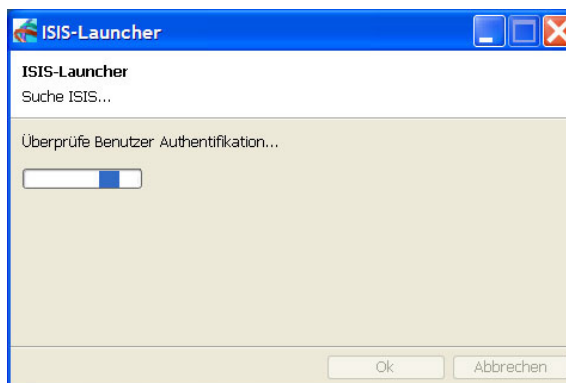 ISIS-Launcher
ISIS-Launcher
Suche ISIS...
Überprüfe Benutzer Authentifikation...
Ok Abbrechen